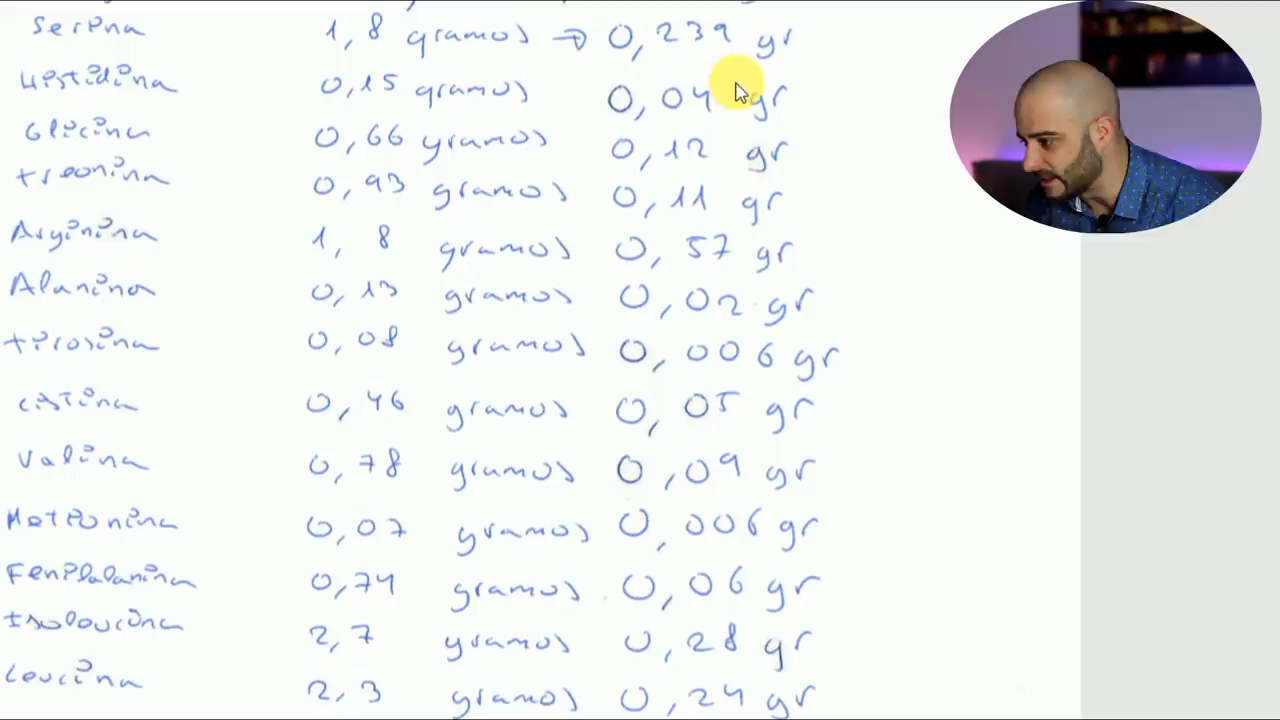 Serina 1,8 gramos → 0,239 gr
Histidina 0,15 gramos 0,04 gr
Glicina 0,66 gramos 0,12 gr
treonina 0,93 gramos 0,11 gr
Arginina 1,8 gramos 0,57 gr
Alanina 0,13 gramos 0,02 gr
tirosina 0,08 gramos 0,006 gr
cistina 0,46 gramos 0,05 gr
Valina 0,78 gramos 0,09 gr
Metionina 0,07 gramos 0,006 gr
Fenilalanina 0,74 gramos 0,06 gr
Isoleucina 2,7 gramos 0,28 gr
Leucina 2,3 gramos 0,24 gr